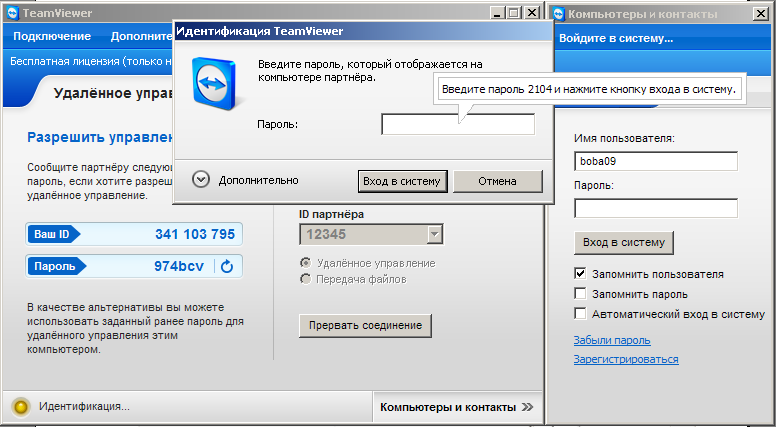 TeamViewer
Подключение
Дополните
Бесплатная лицензия (только н
Удалённое управ
Разрешить управлен
Сообщите партнёру следую
пароль, если хотите разреш
удалённое управление.
Ваш ID
341 103 795
Пароль
974bcv
В качестве альтернативы вы можете
использовать заданный ранее пароль для
удалённого управления этим
компьютером.
Идентификация...
Идентификация TeamViewer
Введите пароль, который отображается на
компьютере партнёра.
Введите пароль 2104 и нажмите кнопку входа в систему.
Пароль:
Дополнительно
Вход в систему
Отмена
ID партнёра
12345
Удалённое управление
Передача файлов
Прервать соединение
Компьютеры и контакты
Компьютеры и контакты
Войдите в систему...
Имя пользователя:
boba09
Пароль:
Вход в систему
Запомнить пользователя
Запомнить пароль
Автоматический вход в систему
Забыли пароль
Зарегистрироваться